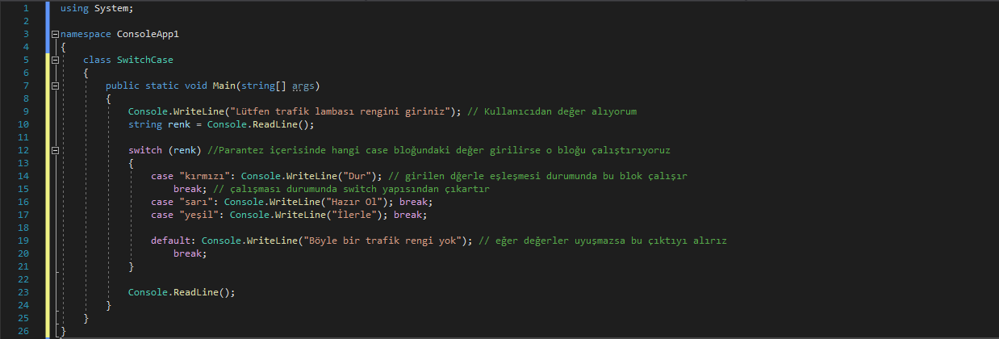 1 using System;
2
3 namespace ConsoleApp1
4 {
5 class SwitchCase
6 {
7 public static void Main(string[] args)
8 {
9 Console.WriteLine("Lütfen trafik lambası rengini giriniz"); // Kullanıcıdan değer alıyorum
10 string renk = Console.ReadLine();
11
12 switch (renk) //Parantez içerisinde hangi case bloğundaki değer girilirse o bloğu çalıştırıyoruz
13 {
14 case "kırmızı": Console.WriteLine("Dur"); // girilen dğerle eşleşmesi durumunda bu blok çalışır
15 break; // çalışması durumunda switch yapısından çıkartır
16 case "sarı": Console.WriteLine("Hazır Ol"); break;
17 case "yeşil": Console.WriteLine("İlerle"); break;
18
19 default: Console.WriteLine("Böyle bir trafik rengi yok"); // eğer değerler uyuşmazsa bu çıktıyı alırız
20 break;
21 }
22
23 Console.ReadLine();
24 }
25 }
26 }